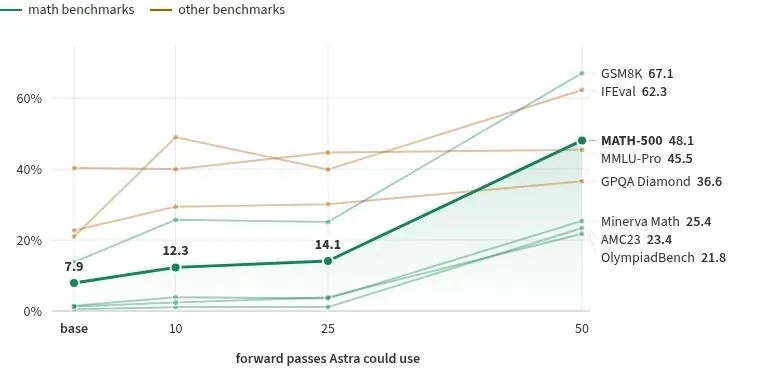 math benchmarks other benchmarks
GSM8K 67.1
IFEval 62.3
60%
MATH-500 48.1
MMLU-Pro 45.5
40%
GPQA Diamond 36.6
Minerva Math 25.4
20%
AMC23 23.4
14.1
12.3
OlympiadBench 21.8
7.9
0%
base 10 25 50
forward passes Astra could use